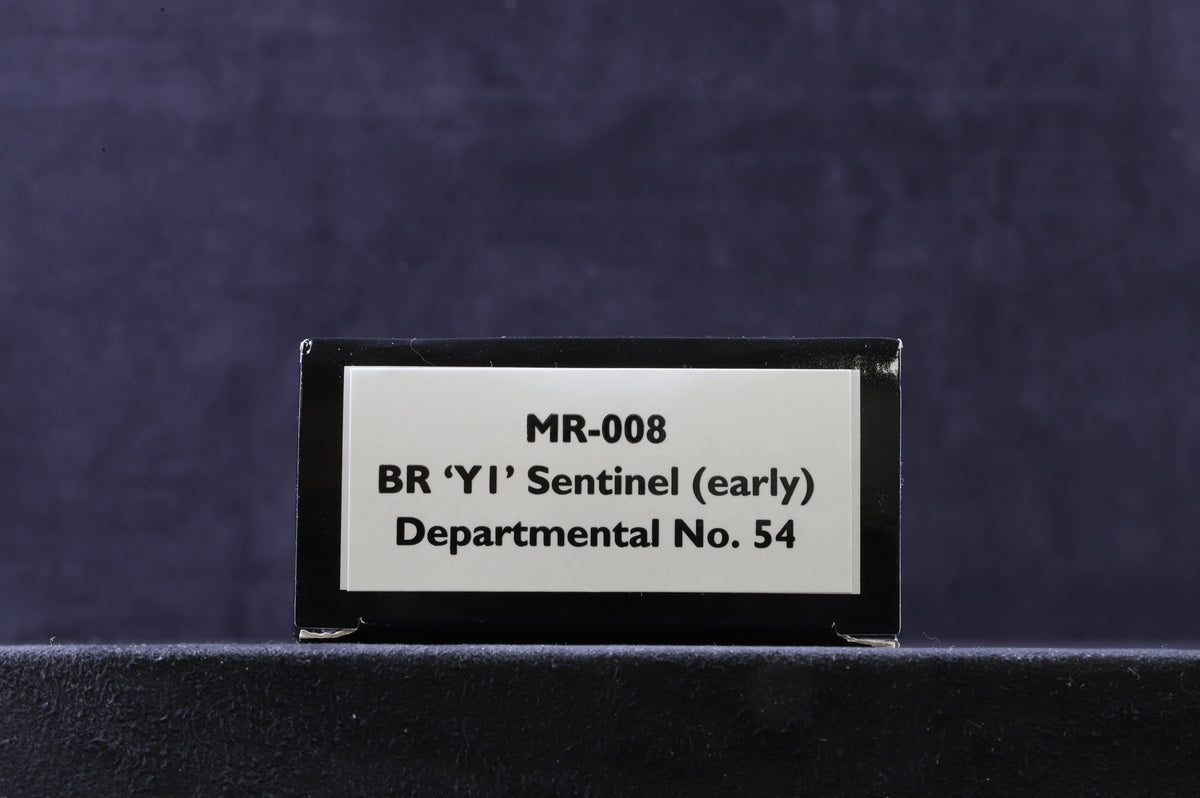 MR-008
BR ‘Y1’ Sentinel (early)
Departmental No. 54